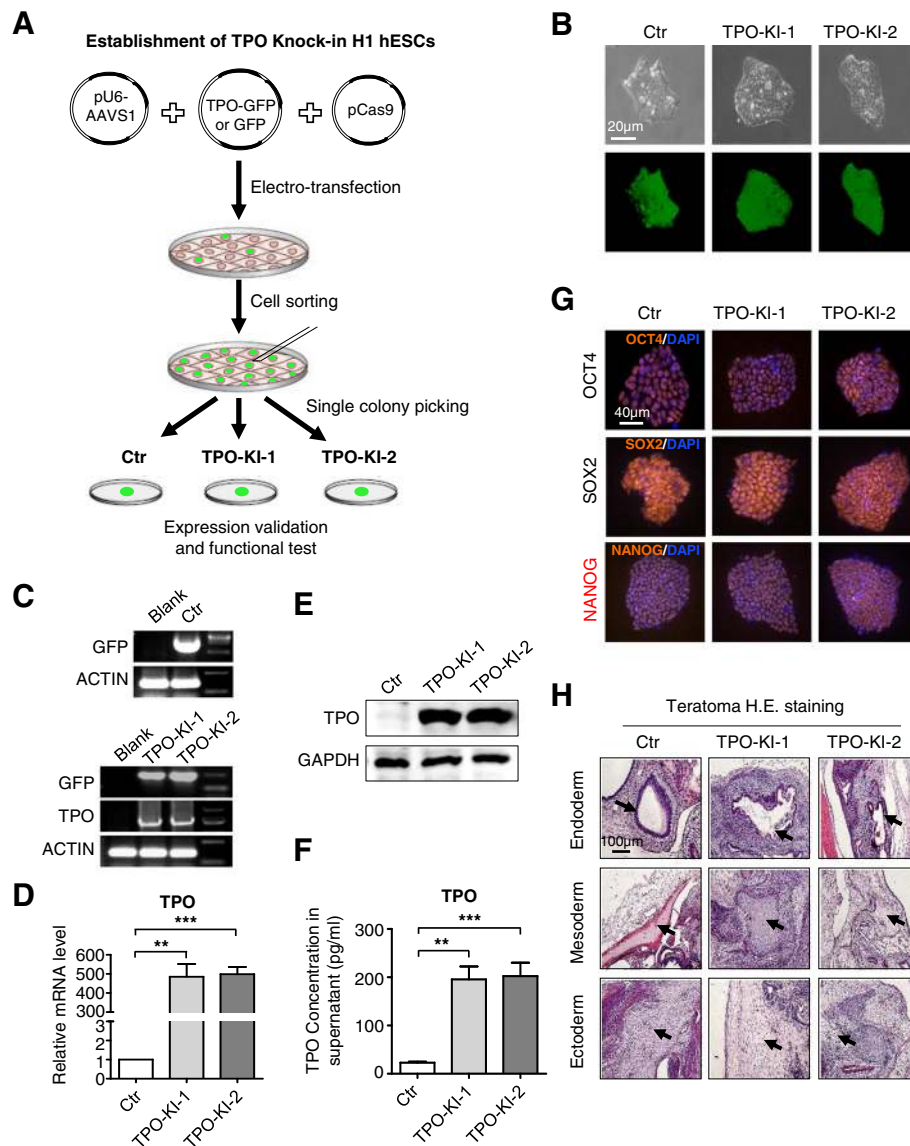 A
Establishment of TPO Knock-in H1 hESCs
pU6-
AAVS1
TPO-GFP
or GFP
pCas9
Electro-transfection
Cell sorting
Single colony picking
Ctr
TPO-KI-1
TPO-KI-2
Expression validation
and functional test
B
Ctr
TPO-KI-1
TPO-KI-2
20μm
G
Ctr
TPO-KI-1
TPO-KI-2
OCT4
OCT4/DAPI
40μm
SOX2
SOX2/DAPI
NANOG
NANOG/DAPI
C
Blank
Ctr
GFP
ACTIN
Blank
TPO-KI-1
TPO-KI-2
GFP
TPO
ACTIN
E
Ctr
TPO-KI-1
TPO-KI-2
TPO
GAPDH
D
TPO
***
**
Relative mRNA level
600
500
400
300
3
2
1
0
Ctr
TPO-KI-1
TPO-KI-2
F
TPO
***
**
TPO Concentration in
supernatant (pg/ml)
300
200
100
0
Ctr
TPO-KI-1
TPO-KI-2
H
Teratoma H.E. staining
Ctr
TPO-KI-1
TPO-KI-2
Endoderm
100μm
Mesoderm
Ectoderm